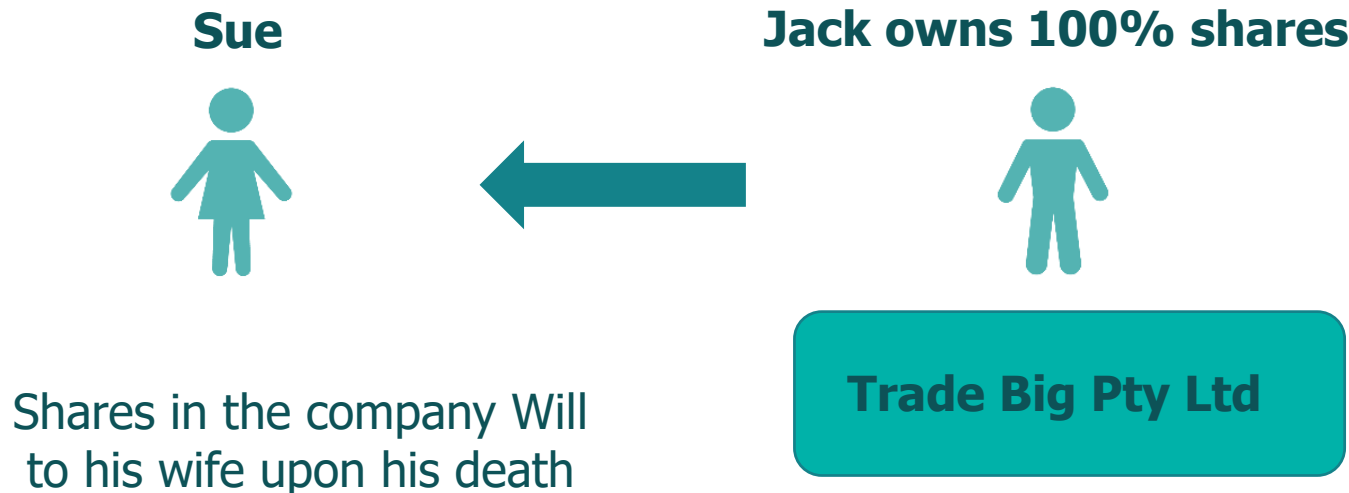 Sue
Jack owns 100% shares
Trade Big Pty Ltd
Shares in the company Will
to his wife upon his death